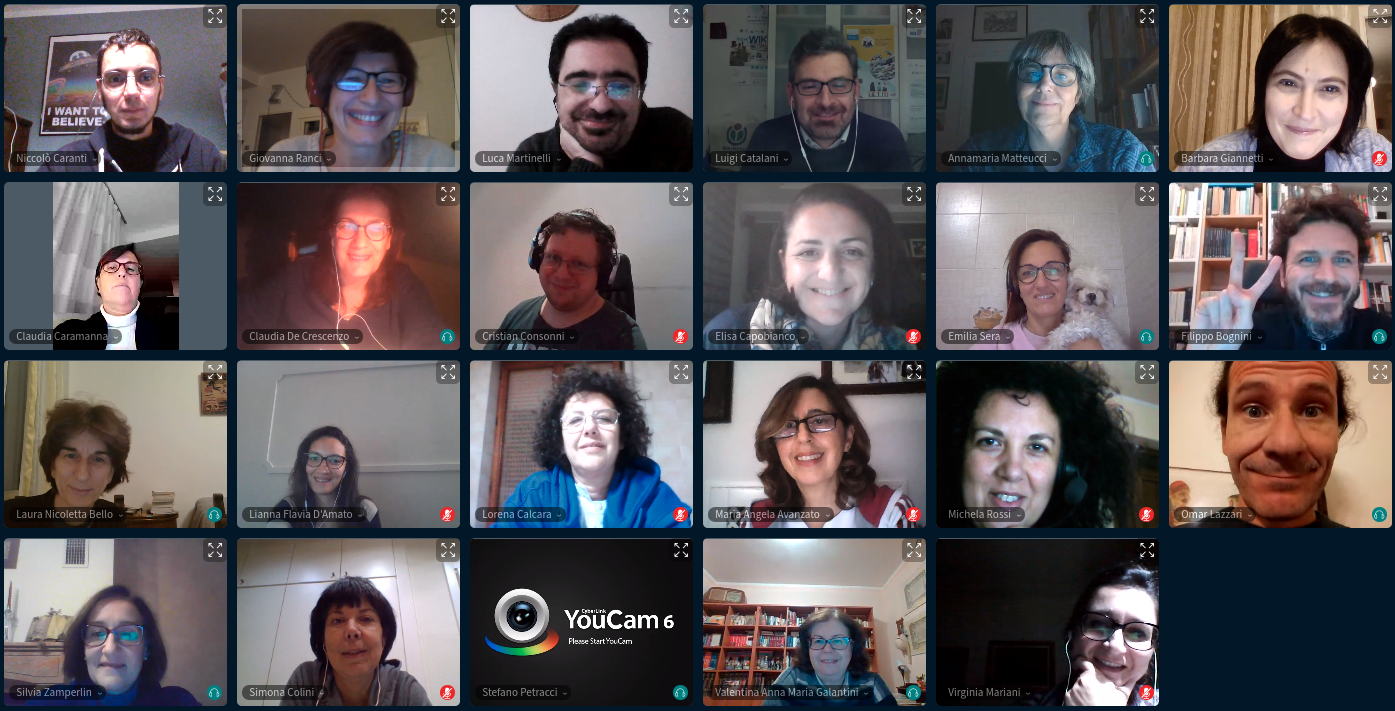 I WANT TO
BELIEVE
WIK
Niccolò Caranti
Giovanna Ranci
Luca Martinelli
Luigi Catalani
Annamaria Matteucci
Barbara Giannetti
Claudia Caramanna
Claudia De Crescenzo
Cristian Consonni
Elisa Capobianco
Emilia Sera
Filippo Bognini
Laura Nicoletta Bello
Lianna Flavia D'Amato
Lorena Calcara
Maria Angela Avanzato
Michela Rossi
Omar Lazzari
CyberLink
YouCam 6
Please Start YouCam
Silvia Zamperlin
Simona Colini
Stefano Petracci
Valentina Anna Maria Galantini
Virginia Mariani